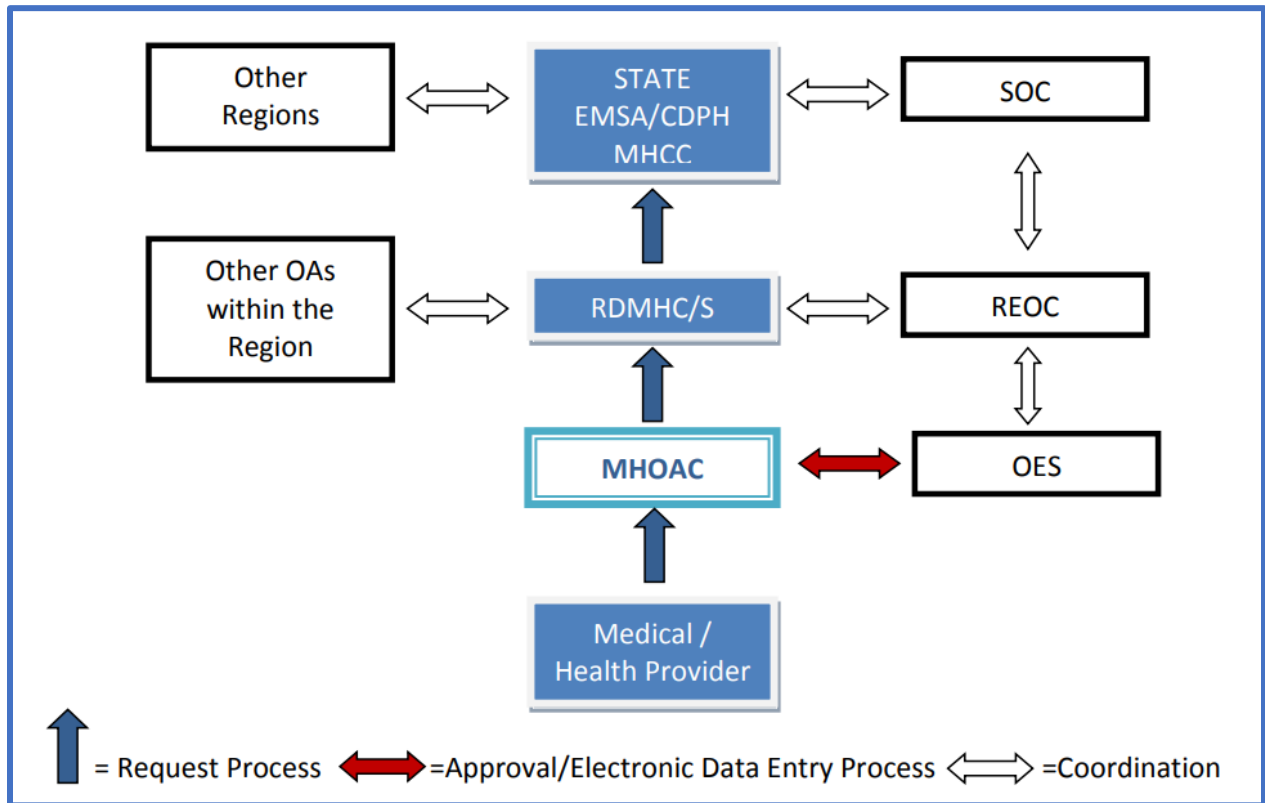 Other
Regions
STATE
EMSA/CDPH
MHCC
SOC
Other OAs
within the
Region
RDMHC/S
REOC
MHOAC
OES
Medical /
Health Provider
= Request Process
=Approval/Electronic Data Entry Process
=Coordination